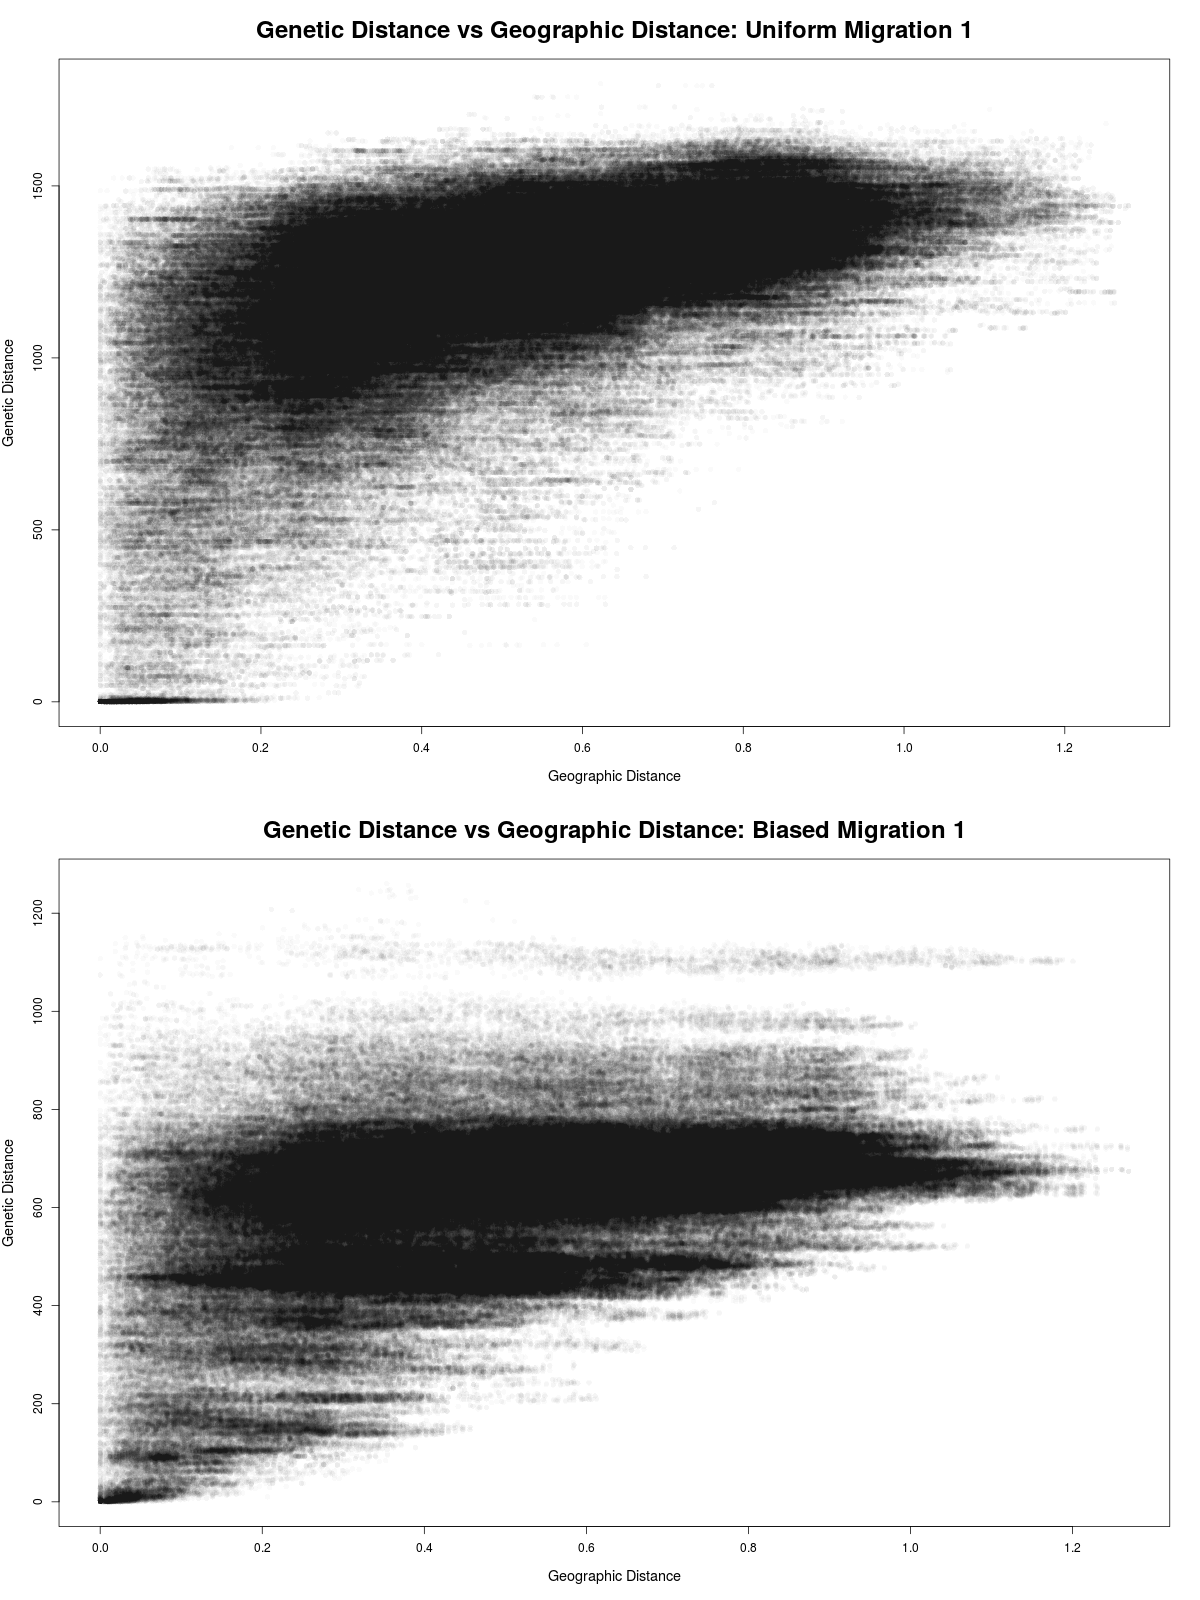 Genetic Distance vs Geographic Distance: Uniform Migration 1
1500
1000
500
0
Genetic Distance
0.0 0.2 0.4 0.6 0.8 1.0 1.2
Geographic Distance
Genetic Distance vs Geographic Distance: Biased Migration 1
1200
1000
800
600
400
200
0
Genetic Distance
0.0 0.2 0.4 0.6 0.8 1.0 1.2
Geographic Distance